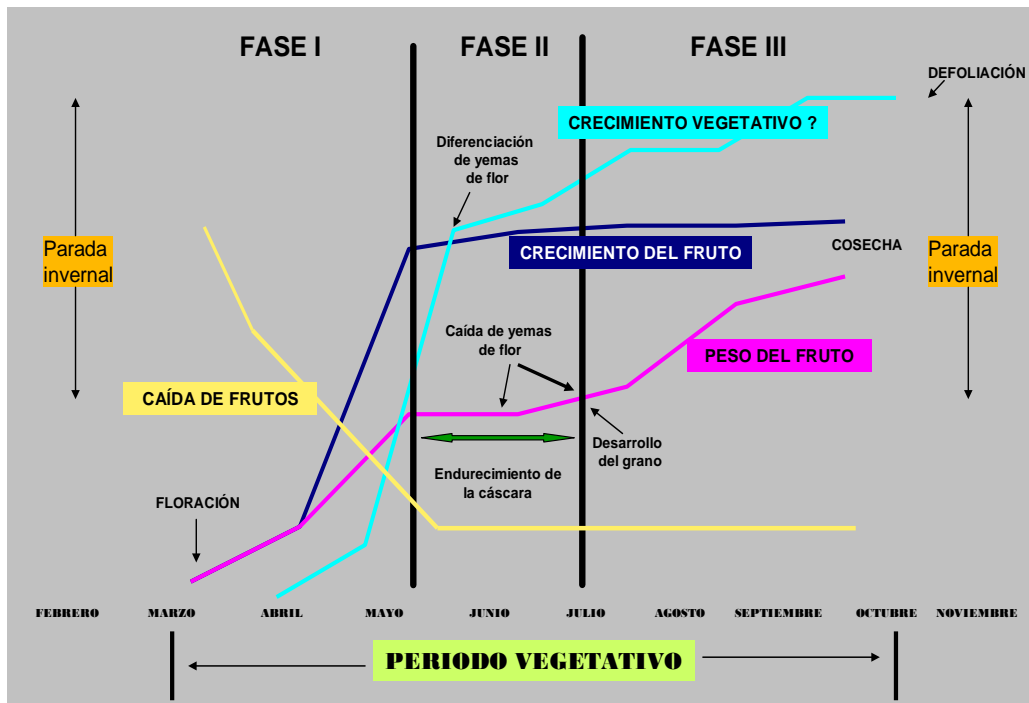 FASE I
FASE II
FASE III
DEFOLIACIÓN
CRECIMIENTO VEGETATIVO ?
Diferenciación
de yemas
de flor
Parada
invernal
CRECIMIENTO DEL FRUTO
COSECHA
Parada
invernal
Caída de yemas
de flor
PESO DEL FRUTO
CAÍDA DE FRUTOS
Desarrollo
del grano
Endurecimiento de
la cáscara
FLORACIÓN
FEBRERO MARZO ABRIL MAYO JUNIO JULIO AGOSTO SEPTIEMBRE OCTUBRE NOVIEMBRE
PERIODO VEGETATIVO